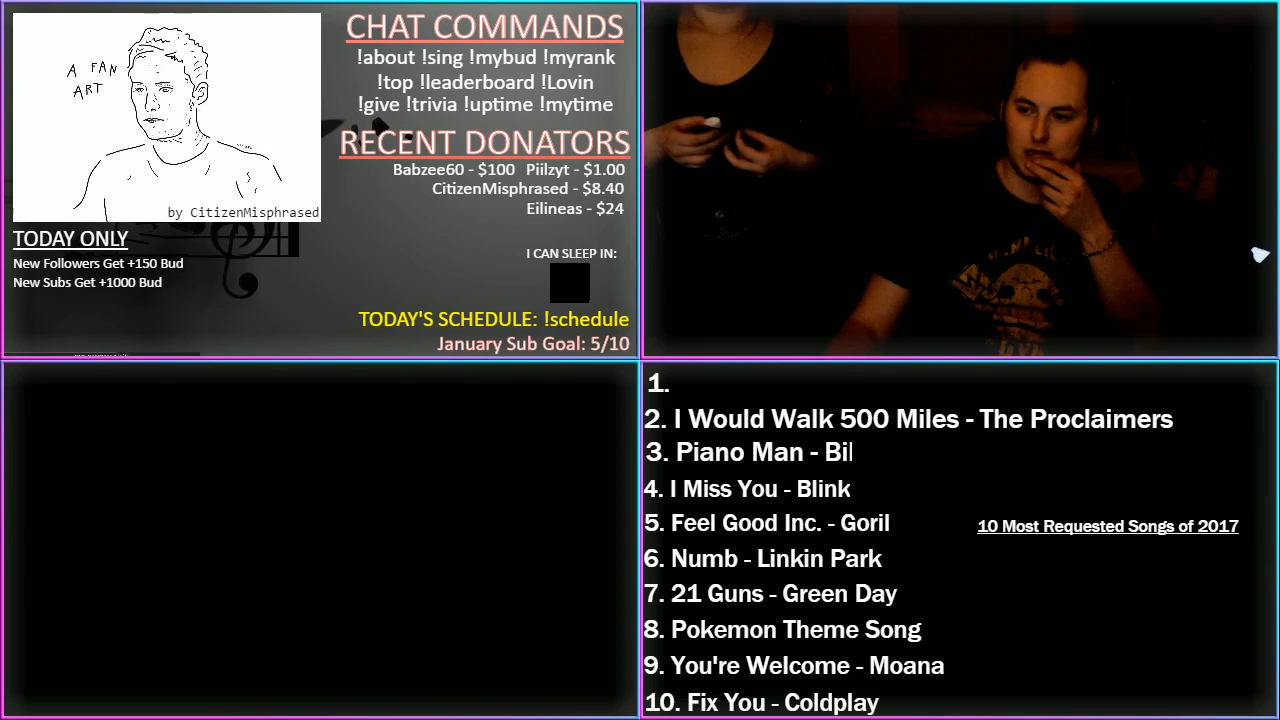 A FAN
ART
by CitizenMisphrased
TODAY ONLY
New Followers Get +150 Bud
New Subs Get +1000 Bud
CHAT COMMANDS
!about !sing !mybud !myrank
!top !leaderboard !Lovin
!give !trivia !uptime !mytime
RECENT DONATORS
Babzee60 - $100 Piilzyt - $1.00
CitizenMisphrased - $8.40
Eilineas - $24
I CAN SLEEP IN:
TODAY'S SCHEDULE: !schedule
January Sub Goal: 5/10
1.
2. I Would Walk 500 Miles - The Proclaimers
3. Piano Man - Bil
4. I Miss You - Blink
5. Feel Good Inc. - Goril
6. Numb - Linkin Park
7. 21 Guns - Green Day
8. Pokemon Theme Song
9. You're Welcome - Moana
10. Fix You - Coldplay
10 Most Requested Songs of 2017